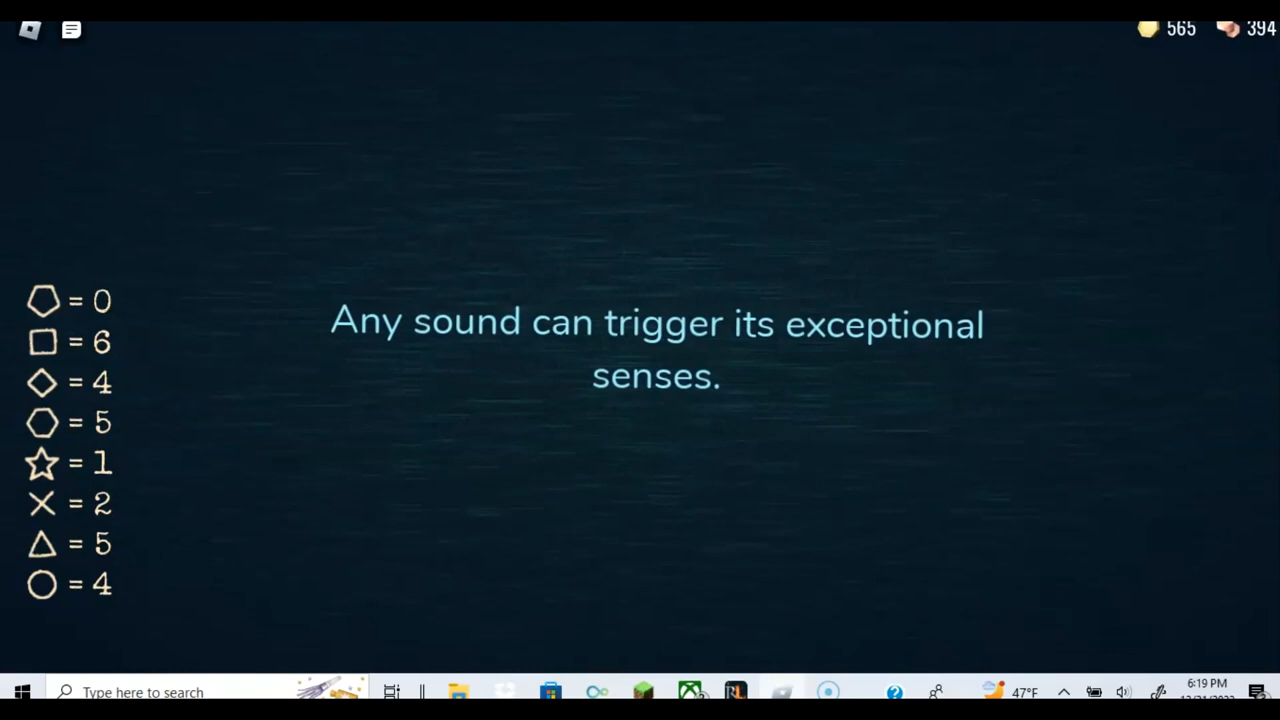 565 394
Any sound can trigger its exceptional
senses.
= 0
= 6
= 4
= 5
= 1
= 2
= 5
= 4
Type here to search
47°F
6:19 PM